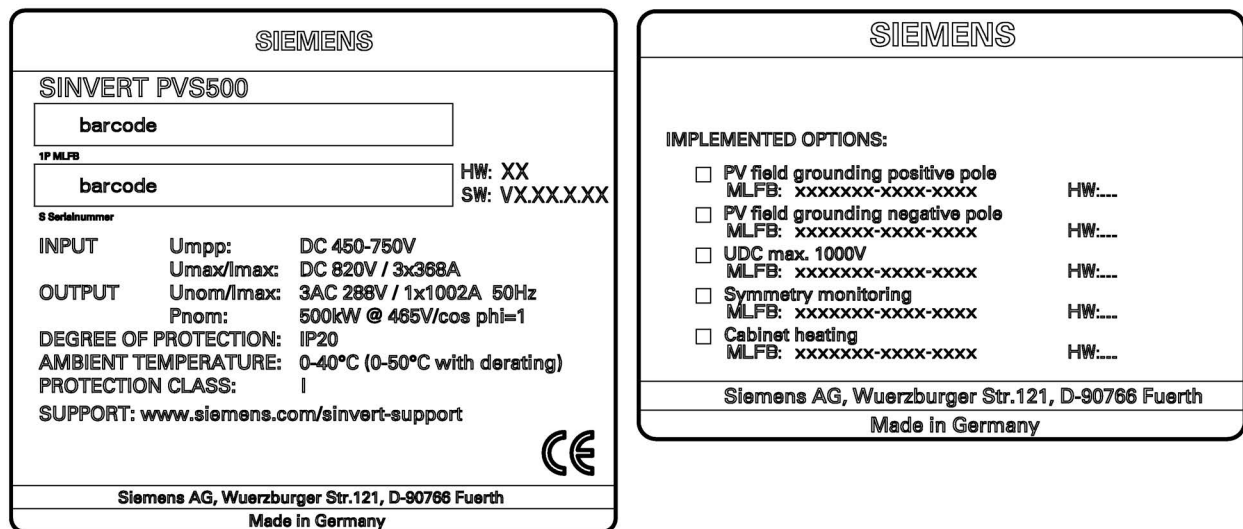 SIEMENS
SINVERT PVS500
barcode
1P MLFB
barcode
HW: XX
SW: VX.XX.X.XX
S Serialnummer
INPUT Umpp: DC 450-750V
Umax/Imax: DC 820V / 3x368A
OUTPUT Unom/Imax: 3AC 288V / 1x1002A 50Hz
Pnom: 500kW @ 465V/cos phi=1
DEGREE OF PROTECTION: IP20
AMBIENT TEMPERATURE: 0-40°C (0-50°C with derating)
PROTECTION CLASS: I
SUPPORT: www.siemens.com/sinvert-support
CE
Siemens AG, Wuerzburger Str.121, D-90766 Fuerth
Made in Germany
SIEMENS
IMPLEMENTED OPTIONS:
PV field grounding positive pole
MLFB: xxxxxxx-xxxx-xxxx HW:...
PV field grounding negative pole
MLFB: xxxxxxx-xxxx-xxxx HW:...
UDC max. 1000V
MLFB: xxxxxxx-xxxx-xxxx HW:...
Symmetry monitoring
MLFB: xxxxxxx-xxxx-xxxx HW:...
Cabinet heating
MLFB: xxxxxxx-xxxx-xxxx HW:...
Siemens AG, Wuerzburger Str.121, D-90766 Fuerth
Made in Germany